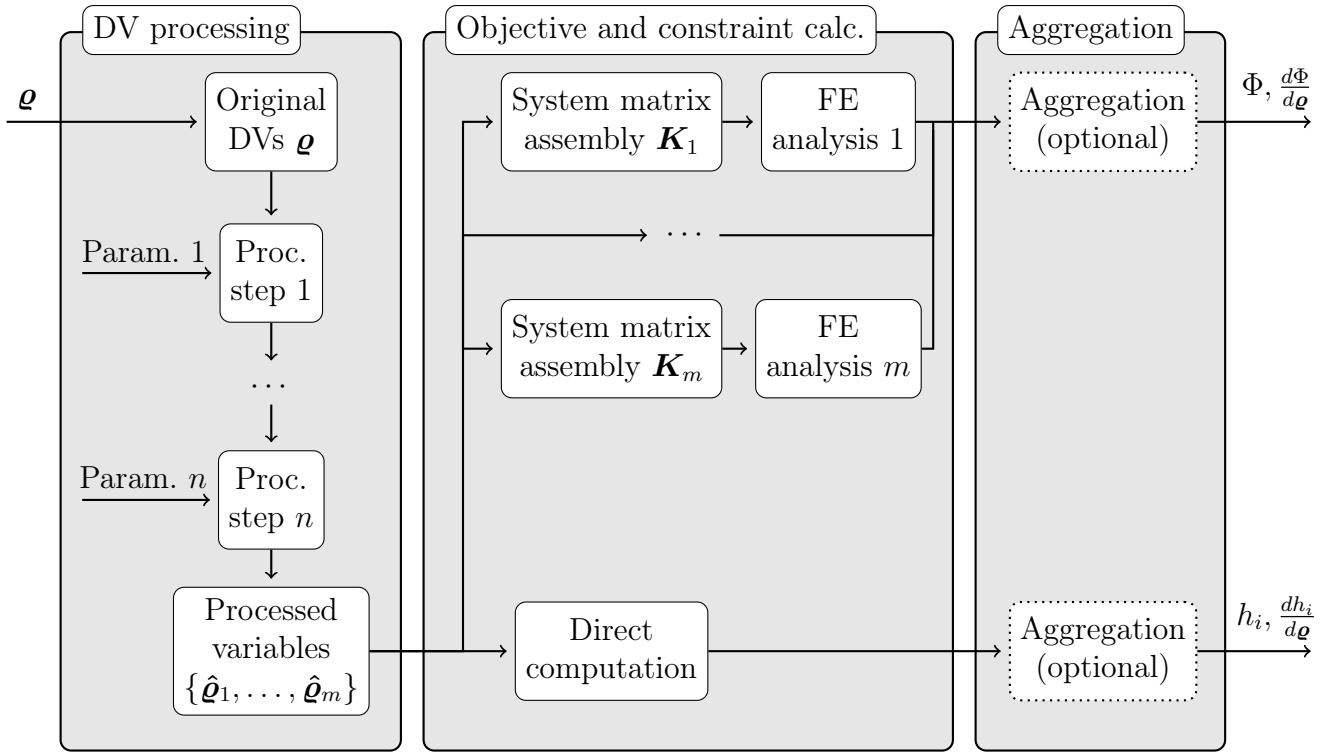 DV processing
Objective and constraint calc.
Aggregation
ϱ
Original
DVs ϱ
Param. 1
Proc.
step 1
···
Param. n
Proc.
step n
Processed
variables
{ϱ̂₁, . . . , ϱ̂ₘ}
System matrix
assembly K₁
FE
analysis 1
···
System matrix
assembly Kₘ
FE
analysis m
Direct
computation
Aggregation
(optional)
Φ, dΦ/dϱ
Aggregation
(optional)
hᵢ, dhᵢ/dϱ